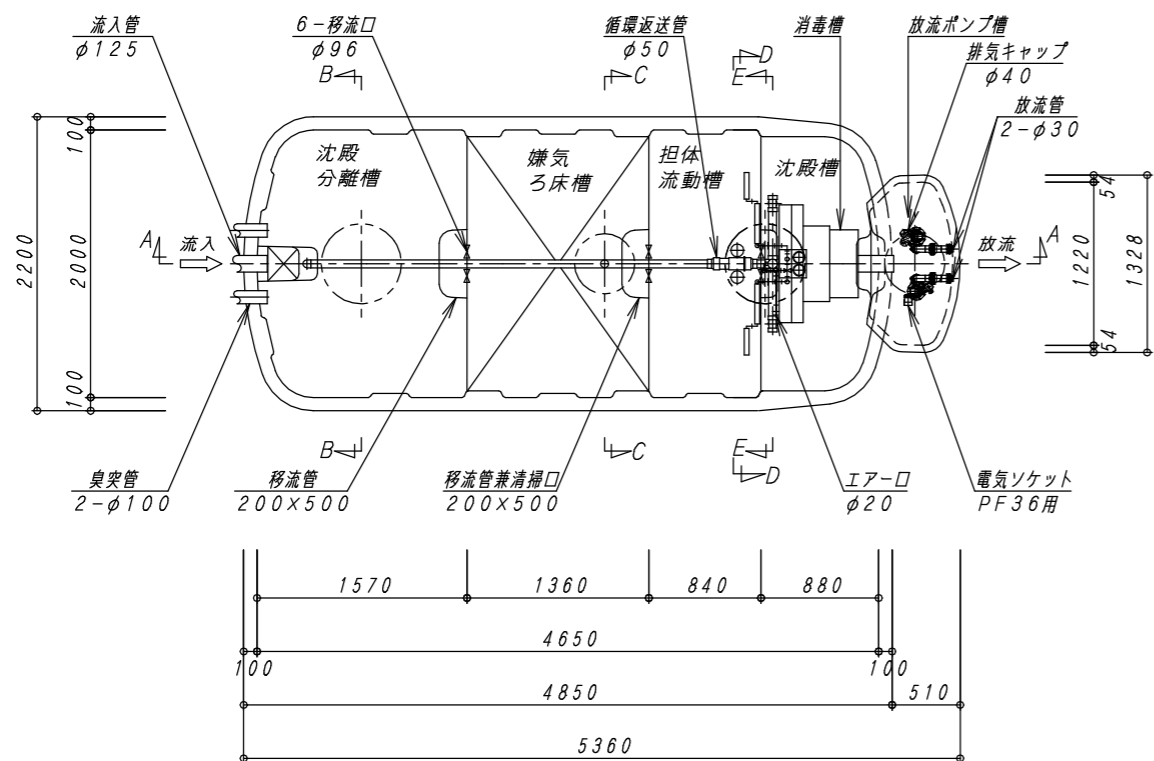 流入管
φ125
6-移流口
φ96
循環返送管
φ50
消毒槽
放流ポンプ槽
排気キャップ
φ40
放流管
2-φ30
B
C
D
E
沈殿
分離槽
嫌気
ろ床槽
担体
流動槽
沈殿槽
A
流入
放流
A
2200
100
2000
100
54
1220
1328
54
B
C
E
D
臭突管
2-φ100
移流管
200×500
移流管兼清掃口
200×500
エアー口
φ20
電気ソケット
PF36用
1570
1360
840
880
4650
100
100
4850
510
5360